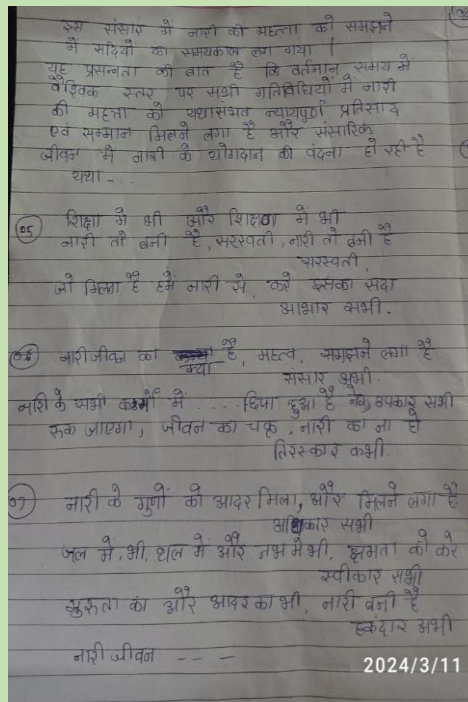 इस संसार में नारी की महत्ता को समझने
में सदियों का समयकाल लग गया।
यह प्रसन्नता की बात है कि वर्तमान समय में
वैश्विक स्तर पर सभी गतिविधियों में नारी
की महत्ता को यथासंभव न्यायपूर्ण प्रतिसाद
एवं सम्मान मिलने लगा है और संसारिक
जीवन में नारी के योगदान की वंदना हो रही है
यथा - ..
05 शिक्षा में भी और शिक्षण में भी
नारी तो बनी है, सरस्वती, नारी तो बनी है
सरस्वती,
जो मिला है हमें नारी से, करे इसका सदा
आभार सभी.
06 नारी जीवन का क्या है, महत्व, समझने लगा है
संसार अभी.
नारी के सभी कर्मों में .... छिपा हुआ है नेक, उपकार सभी
रुक जाएगा, जीवन का चक्र, नारी का ना हो
तिरस्कार कभी.
07 नारी के गुणों को आदर मिला, और मिलने लगा है
सभी
जल में, भी, थल में और नभ में भी, क्षमता को करे
स्वीकार सभी
का और आदर का भी, नारी बनी है
हकदार अभी
नारी जीवन - - -
2024/3/11